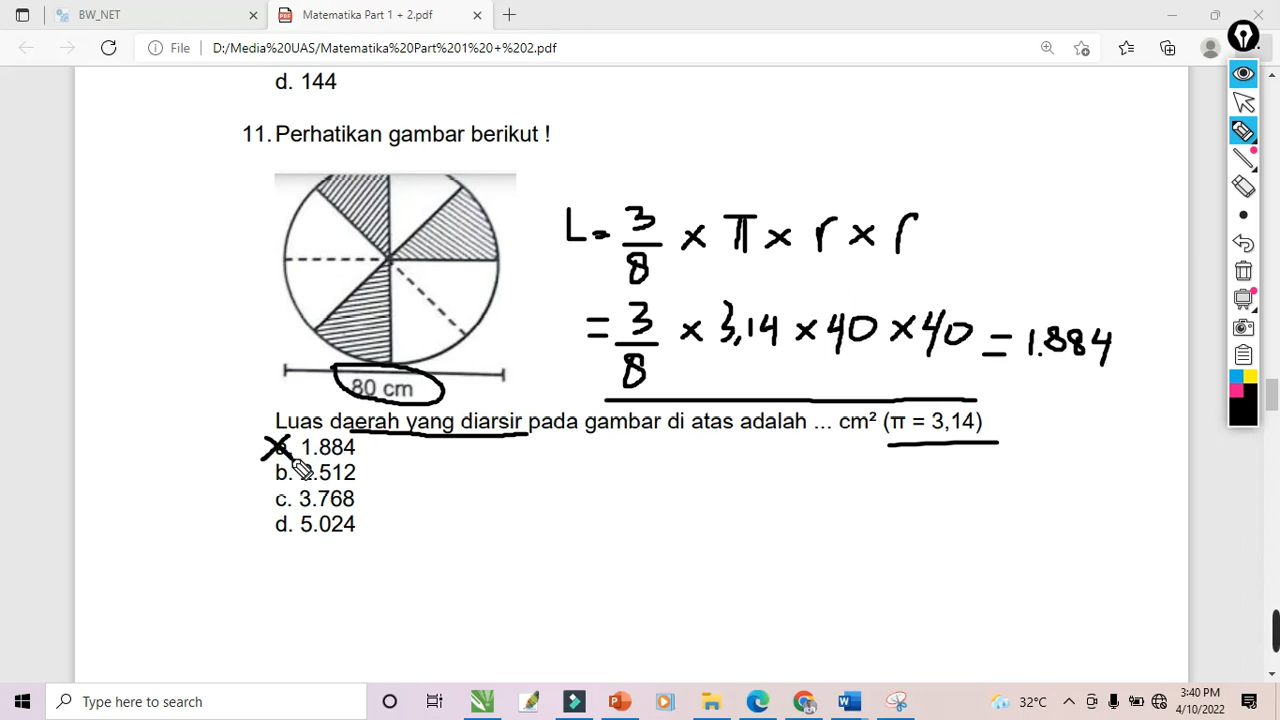 BW_NET
Matematika Part 1 + 2.pdf
File
D:/Media%20UAS/Matematika%20Part%201%20+%202.pdf
d. 144
11. Perhatikan gambar berikut !
L = 3/8 × π × r × r
= 3/8 × 3,14 × 40 × 40 = 1.884
80 cm
Luas daerah yang diarsir pada gambar di atas adalah ... cm² (π = 3,14)
a. 1.884
b. 2.512
c. 3.768
d. 5.024
Type here to search
32°C
3:40 PM
4/10/2022